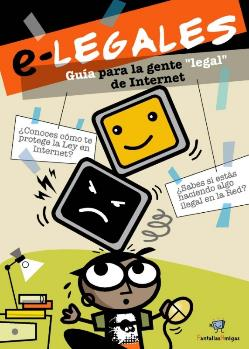 e-LEGALES
Guía para la gente "legal"
de Internet
¿Conoces cómo te
protege la Ley en
Internet?
¿Sabes si estás
haciendo algo
ilegal en la Red?
PantallasAmigas